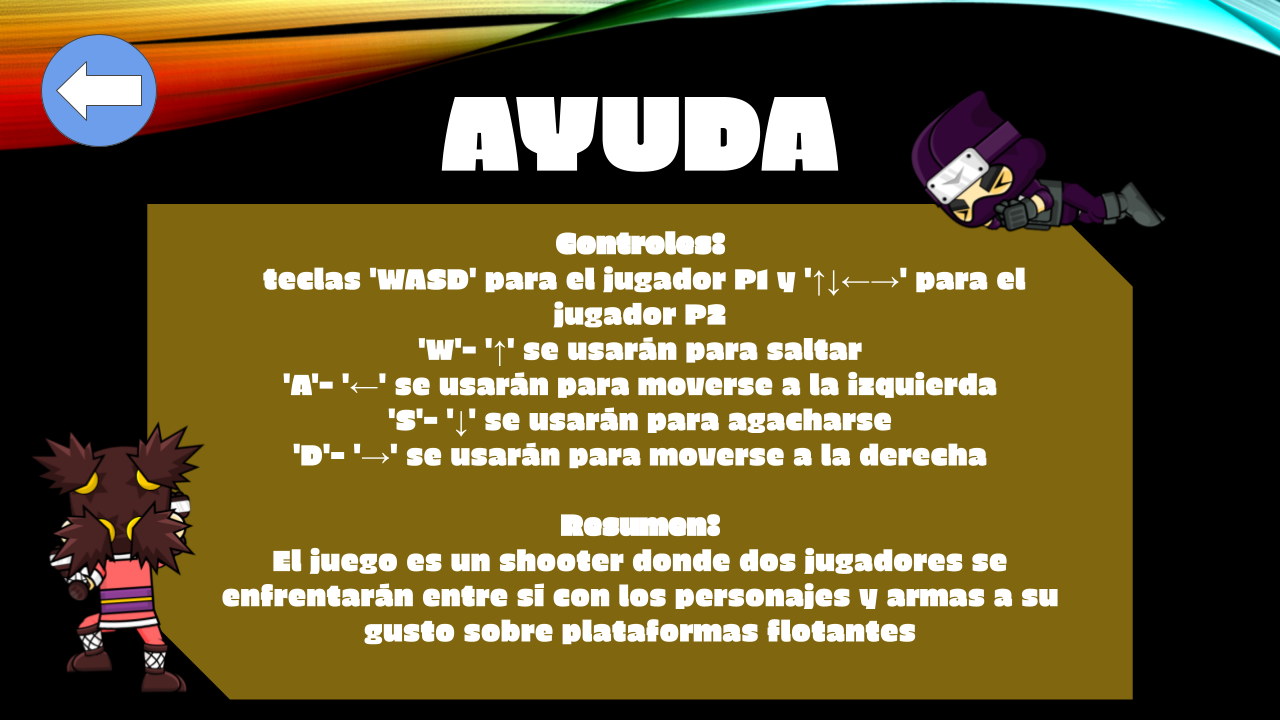 AYUDA
Controles:
teclas 'WASD' para el jugador P1 y '↑↓←→' para el
jugador P2
'W'- '↑' se usarán para saltar
'A'- '←' se usarán para moverse a la izquierda
'S'- '↓' se usarán para agacharse
'D'- '→' se usarán para moverse a la derecha
Resumen:
El juego es un shooter donde dos jugadores se
enfrentarán entre sí con los personajes y armas a su
gusto sobre plataformas flotantes